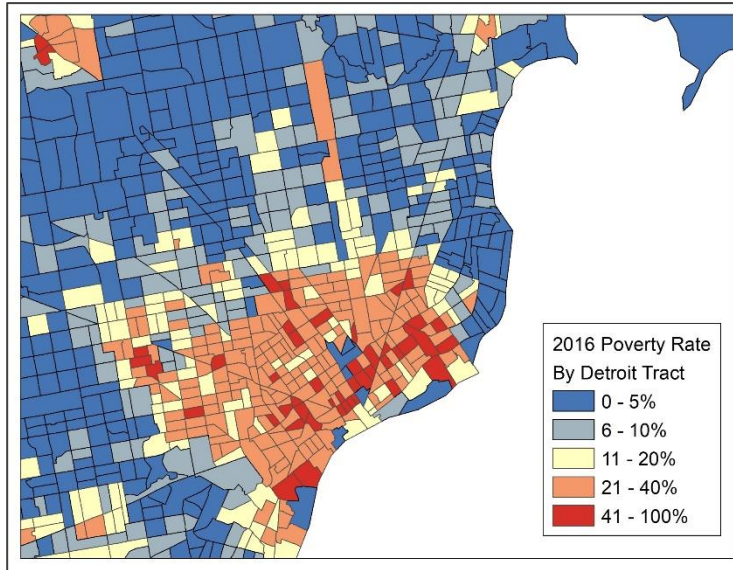 2016 Poverty Rate
By Detroit Tract
0 - 5%
6 - 10%
11 - 20%
21 - 40%
41 - 100%